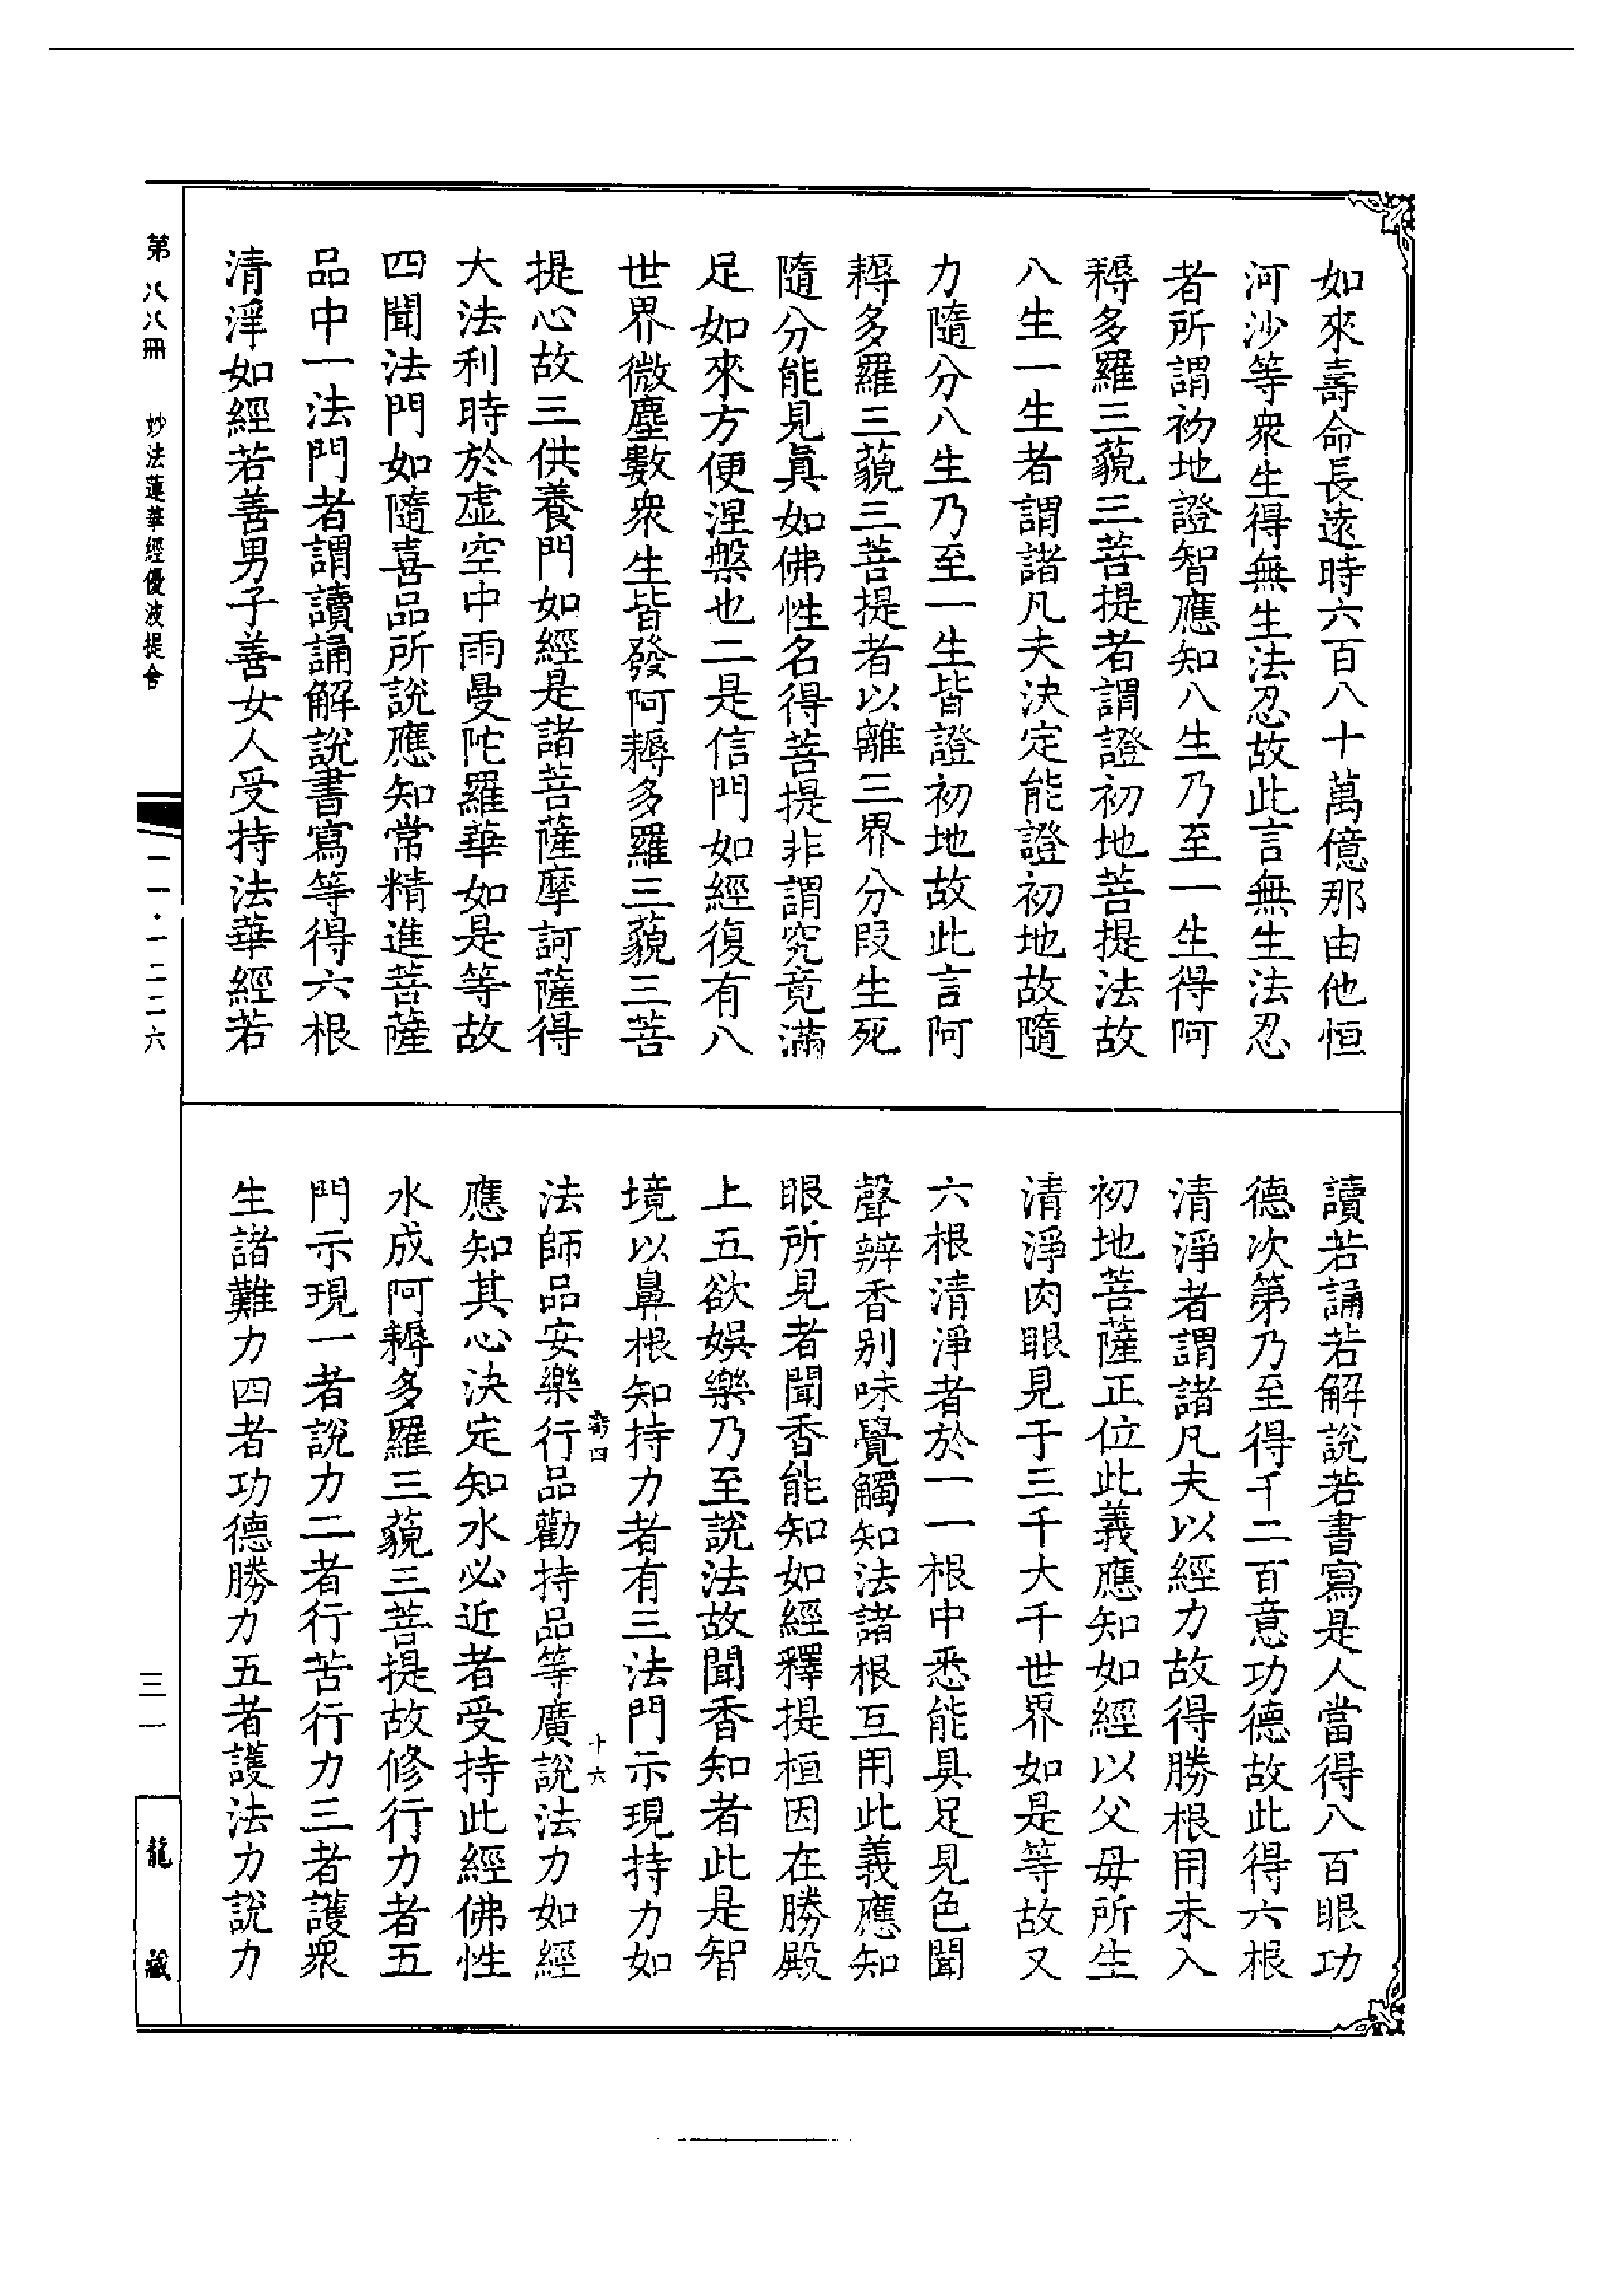 如來壽命長遠時六百八十萬億那由他恒
河沙等衆生得無生法忍故此言無生法忍
者所謂初地證智應知八生乃至一生得阿
耨多羅三藐三菩提者謂證初地菩提法故
八生一生者謂諸凡夫決定能證初地故隨
力隨分八生乃至一生皆證初地故此言阿
耨多羅三藐三菩提者以離三界分段生死
隨分能見眞如佛性名得菩提非謂究竟滿
足如來方便涅槃也二是信門如經復有八
世界微塵數衆生皆發阿耨多羅三藐三菩
提心故三供養門如經是諸菩薩摩訶薩得
大法利時於虛空中雨曼陀羅華如是等故
四聞法門如隨喜品所說應知常精進菩薩
品中一法門者謂讀誦解說書寫等得六根
清淨如經若善男子善女人受持法華經若
讀若誦若解說若書寫是人當得八百眼功
德次第乃至得千二百意功德故此得六根
清淨者謂諸凡夫以經力故得勝根用未入
初地菩薩正位此義應知如經以父母所生
清淨肉眼見于三千大千世界如是等故又
六根清淨者於一一根中悉能具足見色聞
聲辨香別味覺觸知法諸根互用此義應知
眼所見者聞香能知如經釋提桓因在勝殿
上五欲娛樂乃至說法故聞香知者此是智
境以鼻根知持力者有三法門示現持力如
四 十六
法師品安樂行品勸持品等廣說法力如經
應知其心決定知水必近者受持此經佛性
水成阿耨多羅三藐三菩提故修行力者五
門示現一者說力二者行苦行力三者護衆
生諸難力四者功德勝力五者護法力說力
第八八冊 妙法蓮華經優波提舍
一一·一二二六
三一
龍藏